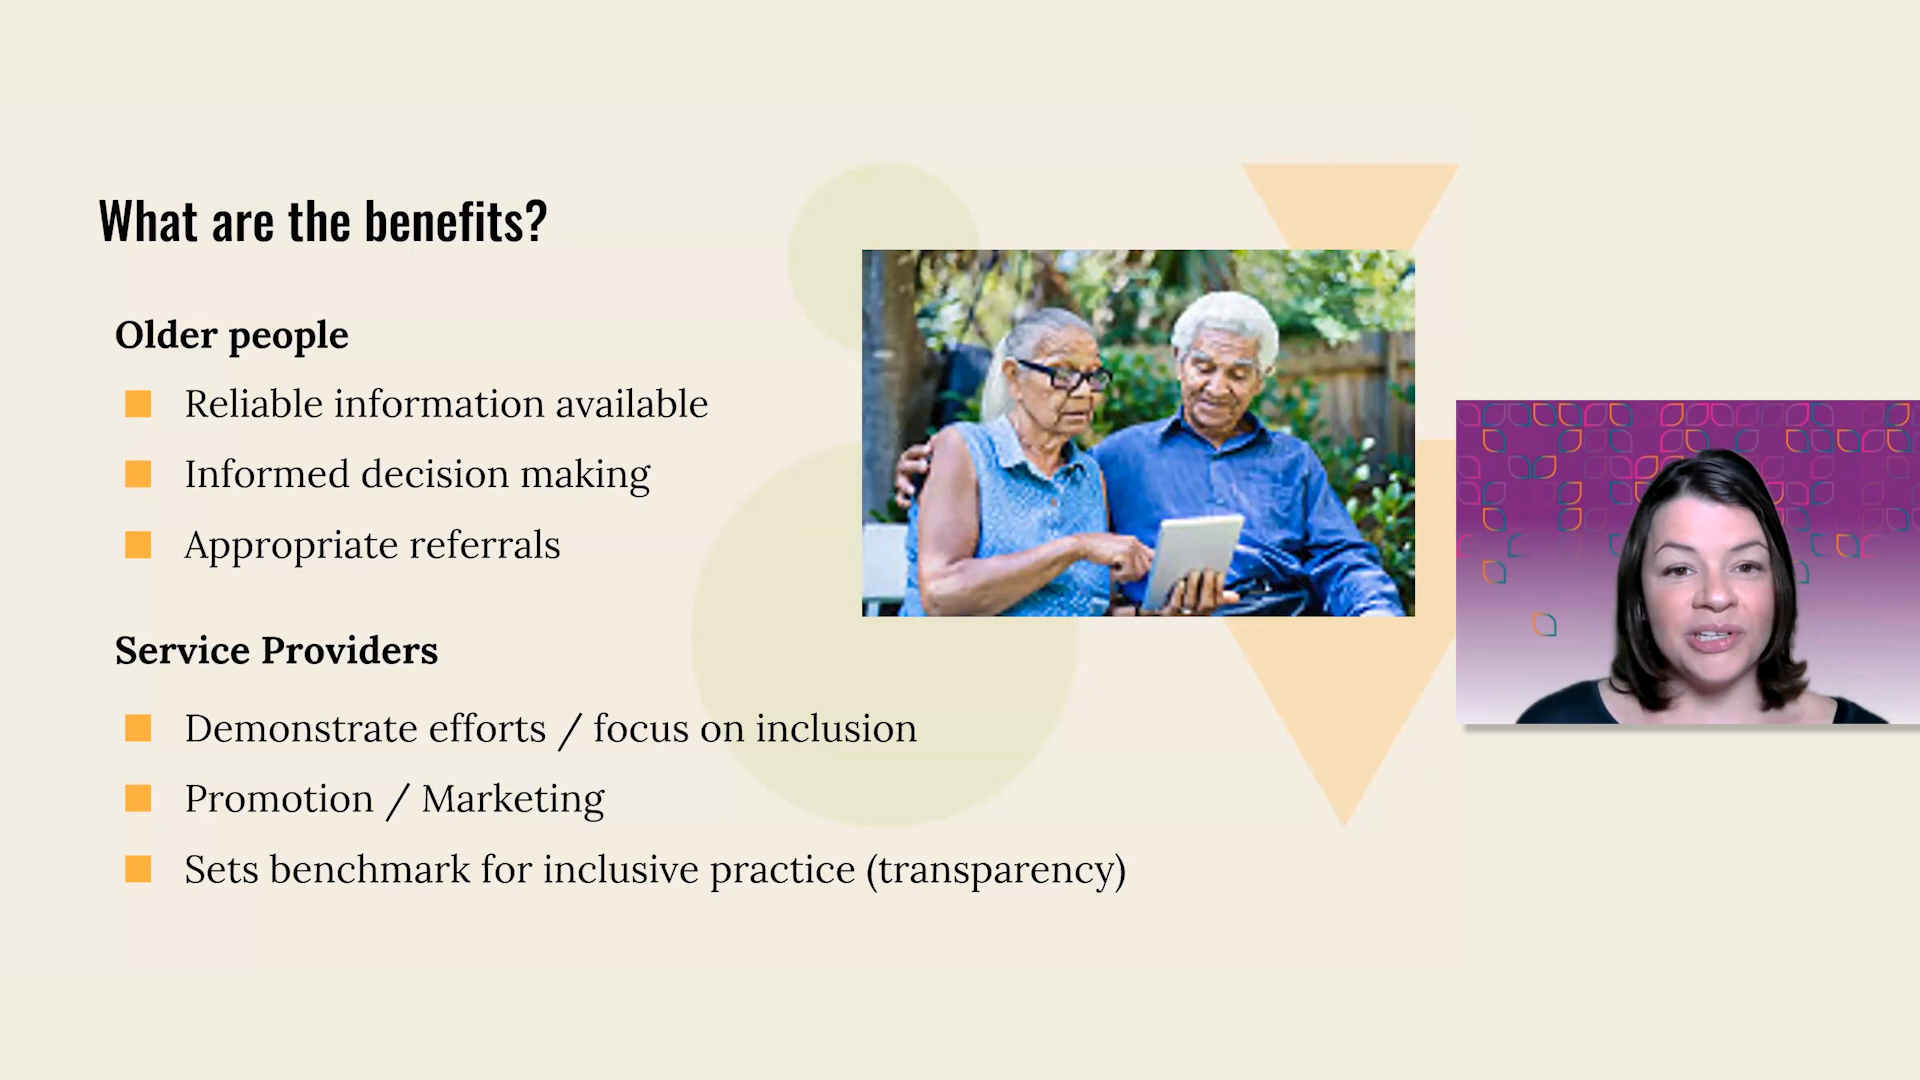 What are the benefits?
Older people
Reliable information available
Informed decision making
Appropriate referrals
Service Providers
Demonstrate efforts / focus on inclusion
Promotion / Marketing
Sets benchmark for inclusive practice (transparency)